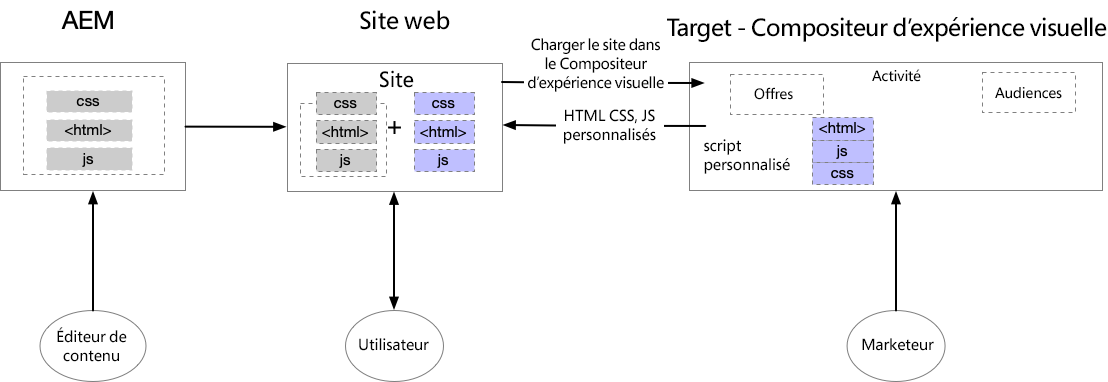 AEM
Site web
Target - Compositeur d'expérience visuelle
css
<html>
js
Site
css
<html>
js
+
css
<html>
js
Charger le site dans
le Compositeur
d'expérience visuelle
HTML CSS, JS
personnalisés
Activité
Offres
Audiences
script
personnalisé
<html>
js
css
Éditeur de
contenu
Utilisateur
Marketeur